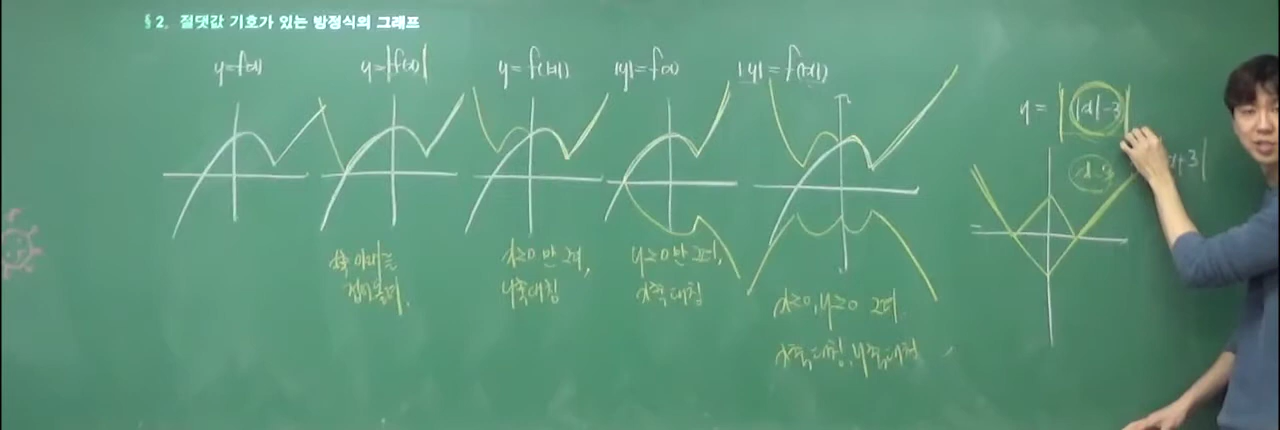 § 2. 절댓값 기호가 있는 방정식의 그래프
y=f(x)
y=|f(x)|
y=f(|x|)
|y|=f(x)
|y|=f(|x|)
y=||x|-3|
x-3
x+3|
x축 아래를
접어올려.
x≥0만 그려,
y축대칭
y≥0만 그려,
x축대칭
x≥0, y≥0 그려
x축대칭, y축대칭